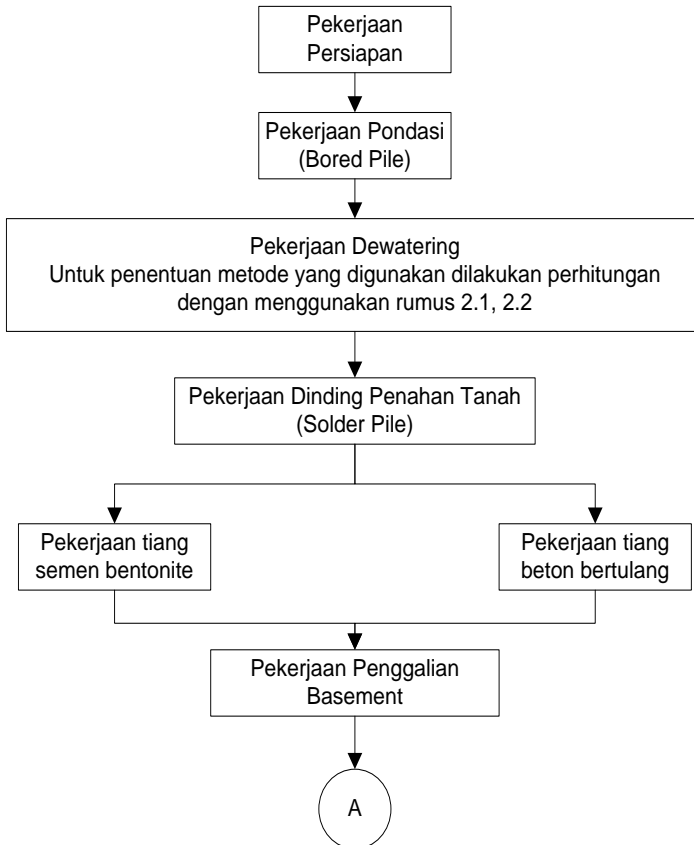 Pekerjaan
Persiapan
Pekerjaan Pondasi
(Bored Pile)
Pekerjaan Dewatering
Untuk penentuan metode yang digunakan dilakukan perhitungan
dengan menggunakan rumus 2.1, 2.2
Pekerjaan Dinding Penahan Tanah
(Solder Pile)
Pekerjaan tiang
semen bentonite
Pekerjaan tiang
beton bertulang
Pekerjaan Penggalian
Basement
A